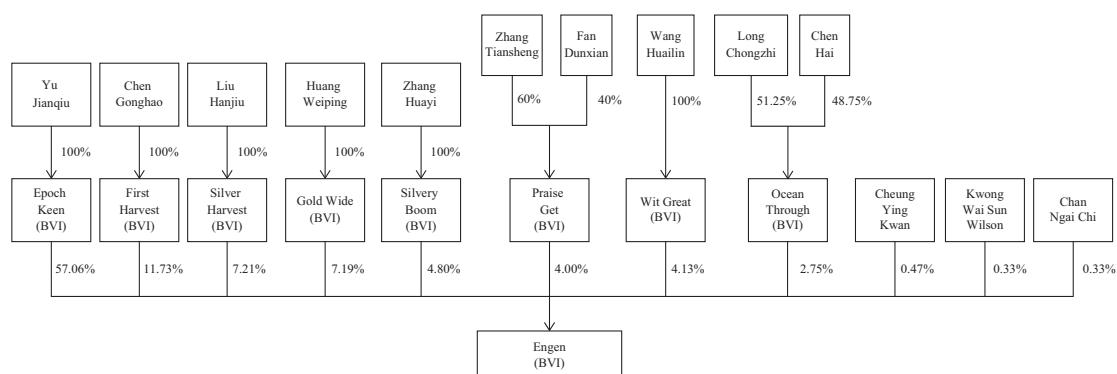 Zhang
Tiansheng
Fan
Dunxian
Wang
Huailin
Long
Chongzhi
Chen
Hai
Yu
Jianqiu
Chen
Gonghao
Liu
Hanjiu
Huang
Weiping
Zhang
Huayi
60%
40%
100%
51.25%
48.75%
100%
100%
100%
100%
100%
Epoch
Keen
(BVI)
First
Harvest
(BVI)
Silver
Harvest
(BVI)
Gold Wide
(BVI)
Silvery
Boom
(BVI)
Praise
Get
(BVI)
Wit Great
(BVI)
Ocean
Through
(BVI)
Cheung
Ying
Kwan
Kwong
Wai Sun
Wilson
Chan
Ngai Chi
57.06%
11.73%
7.21%
7.19%
4.80%
4.00%
4.13%
2.75%
0.47%
0.33%
0.33%
Engen
(BVI)